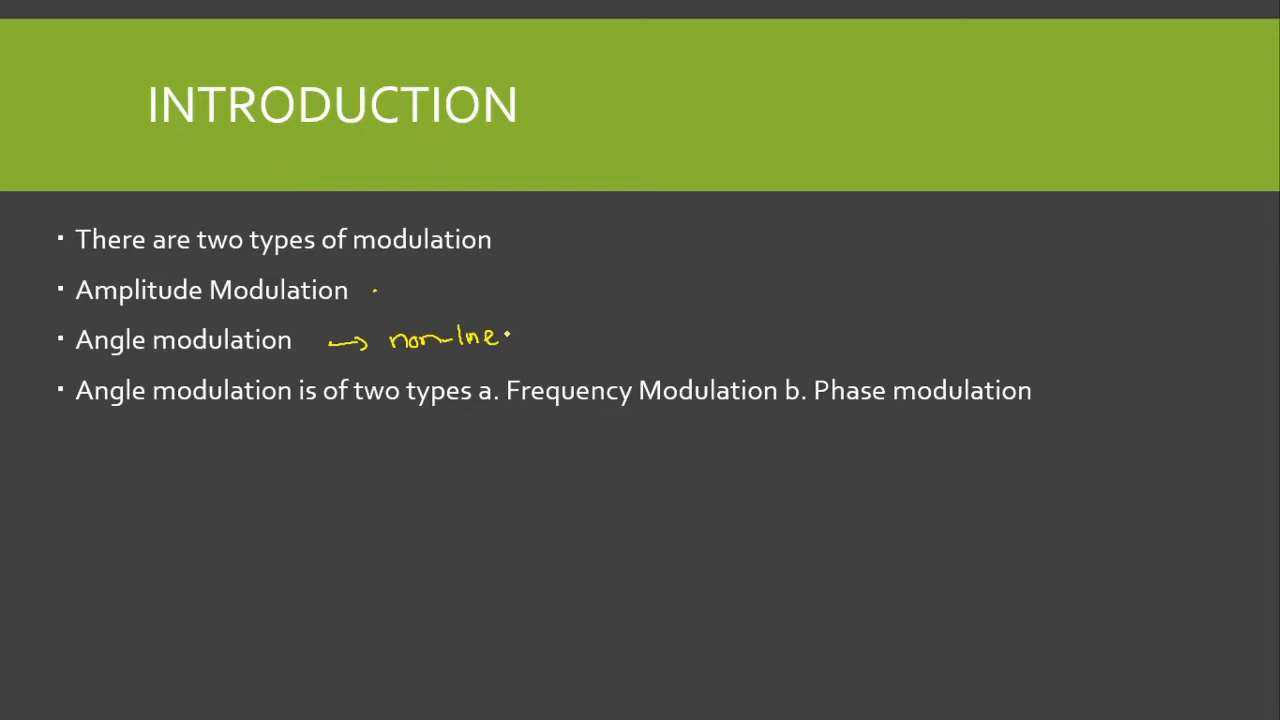 INTRODUCTION
▪ There are two types of modulation
▪ Amplitude Modulation
▪ Angle modulation → non-line
▪ Angle modulation is of two types a. Frequency Modulation b. Phase modulation